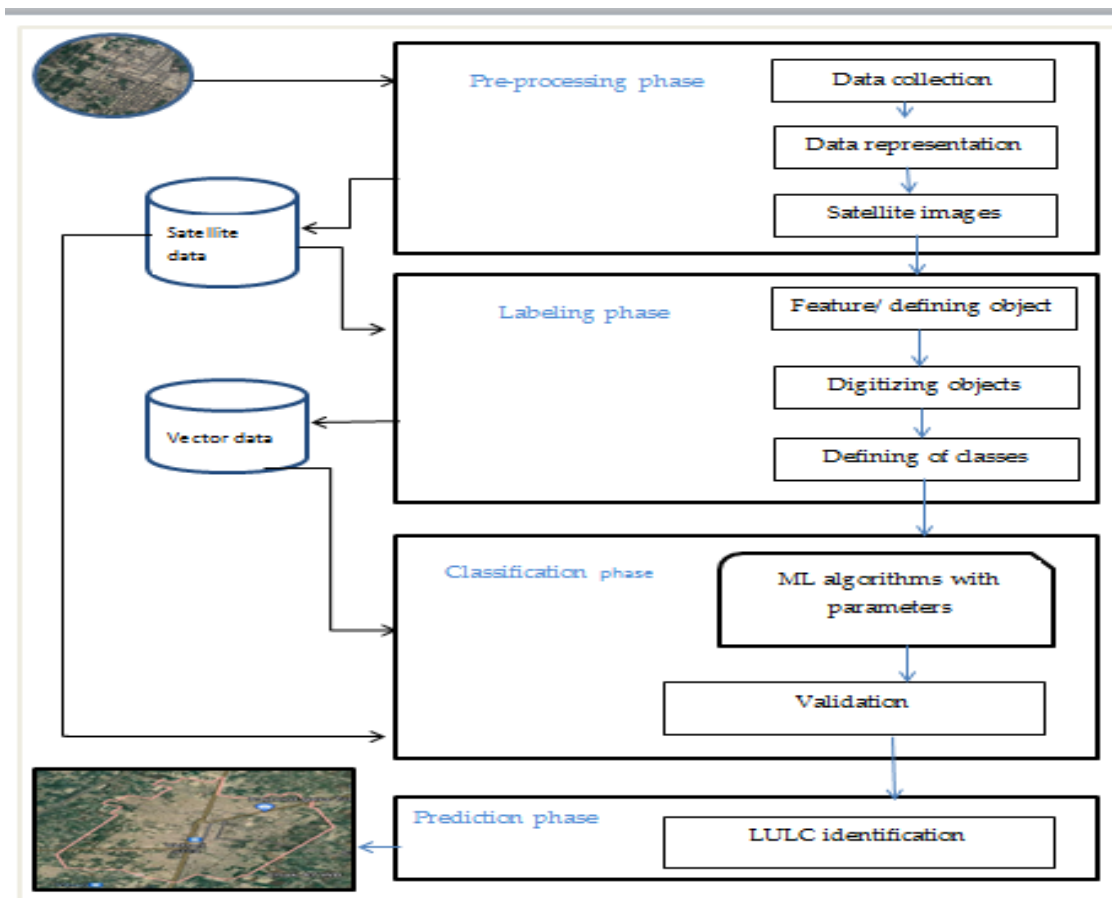 Pre-processing phase
Data collection
Data representation
Satellite images
Satellite
data
Labeling phase
Feature/ defining object
Digitizing objects
Defining of classes
Vector data
Classification phase
ML algorithms with
parameters
Validation
Prediction phase
LULC identification